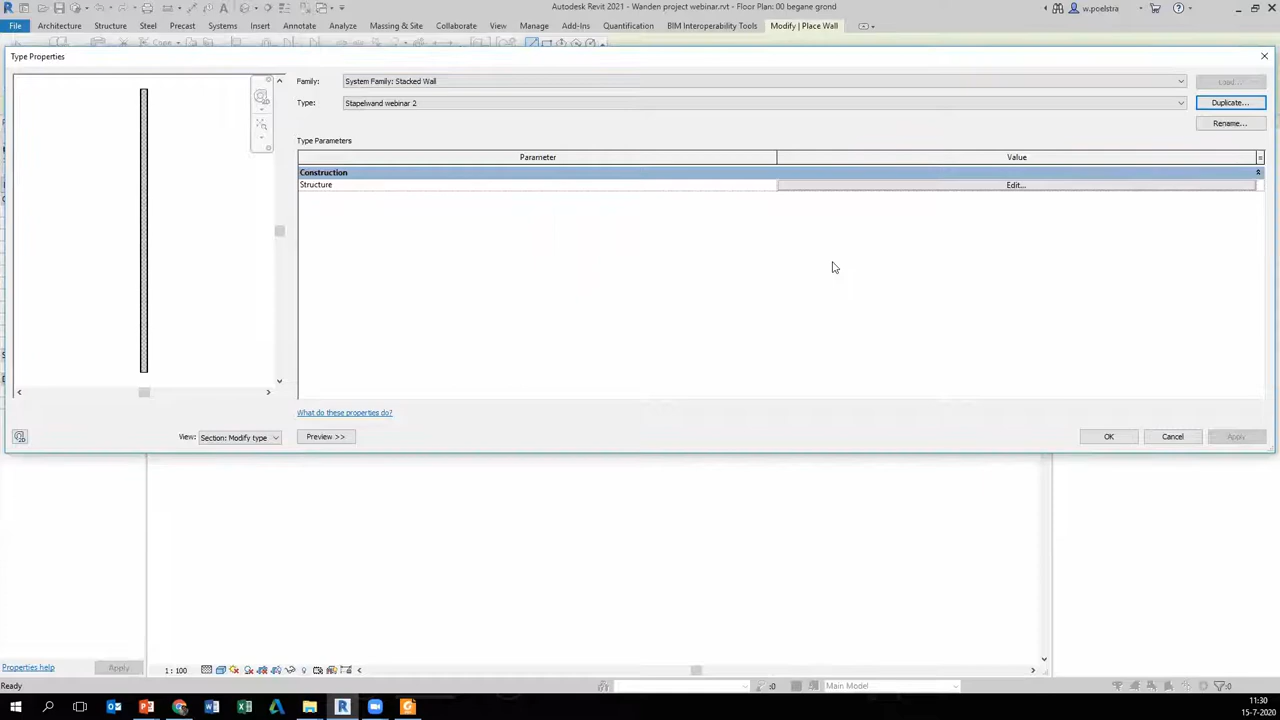 Autodesk Revit 2021 - Wanden project webinar.rvt - Floor Plan: 00 begane grond
w.poelstra
File Architecture Structure Steel Precast Systems Insert Annotate Analyze Massing & Site Collaborate View Manage Add-Ins Quantification BIM Interoperability Tools Modify | Place Wall
Type Properties
Family: System Family: Stacked Wall Load...
Type: Stapelwand webinar 2 Duplicate...
Rename...
Type Parameters
Parameter Value
Construction
Structure Edit...
What do these properties do?
View: Section: Modify type Preview >> OK Cancel Apply
Properties help Apply
1 : 100
Ready :0 Main Model :0
11:30
15-7-2020